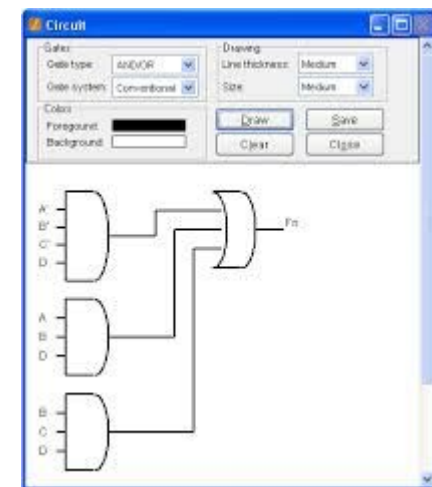 Circuit
Gates
Gate type: AND/OR
Gate system: Conventional
Drawing
Line thickness: Medium
Size: Medium
Colors
Foreground:
Background:
Draw
Save
Clear
Close
A'
B'
C'
D
Fn
A
B
D
B
C
D